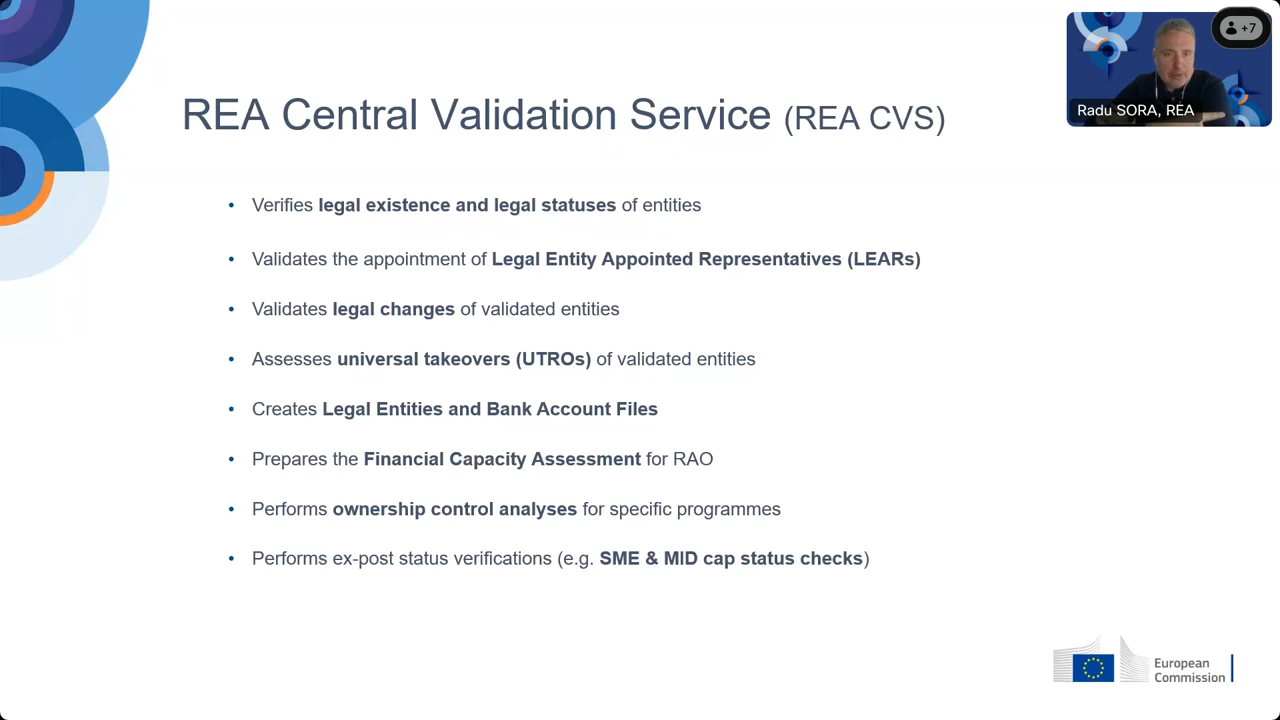 +7
Radu SORA, REA
REA Central Validation Service (REA CVS)
• Verifies legal existence and legal statuses of entities
• Validates the appointment of Legal Entity Appointed Representatives (LEARs)
• Validates legal changes of validated entities
• Assesses universal takeovers (UTROs) of validated entities
• Creates Legal Entities and Bank Account Files
• Prepares the Financial Capacity Assessment for RAO
• Performs ownership control analyses for specific programmes
• Performs ex-post status verifications (e.g. SME & MID cap status checks)
European
Commission